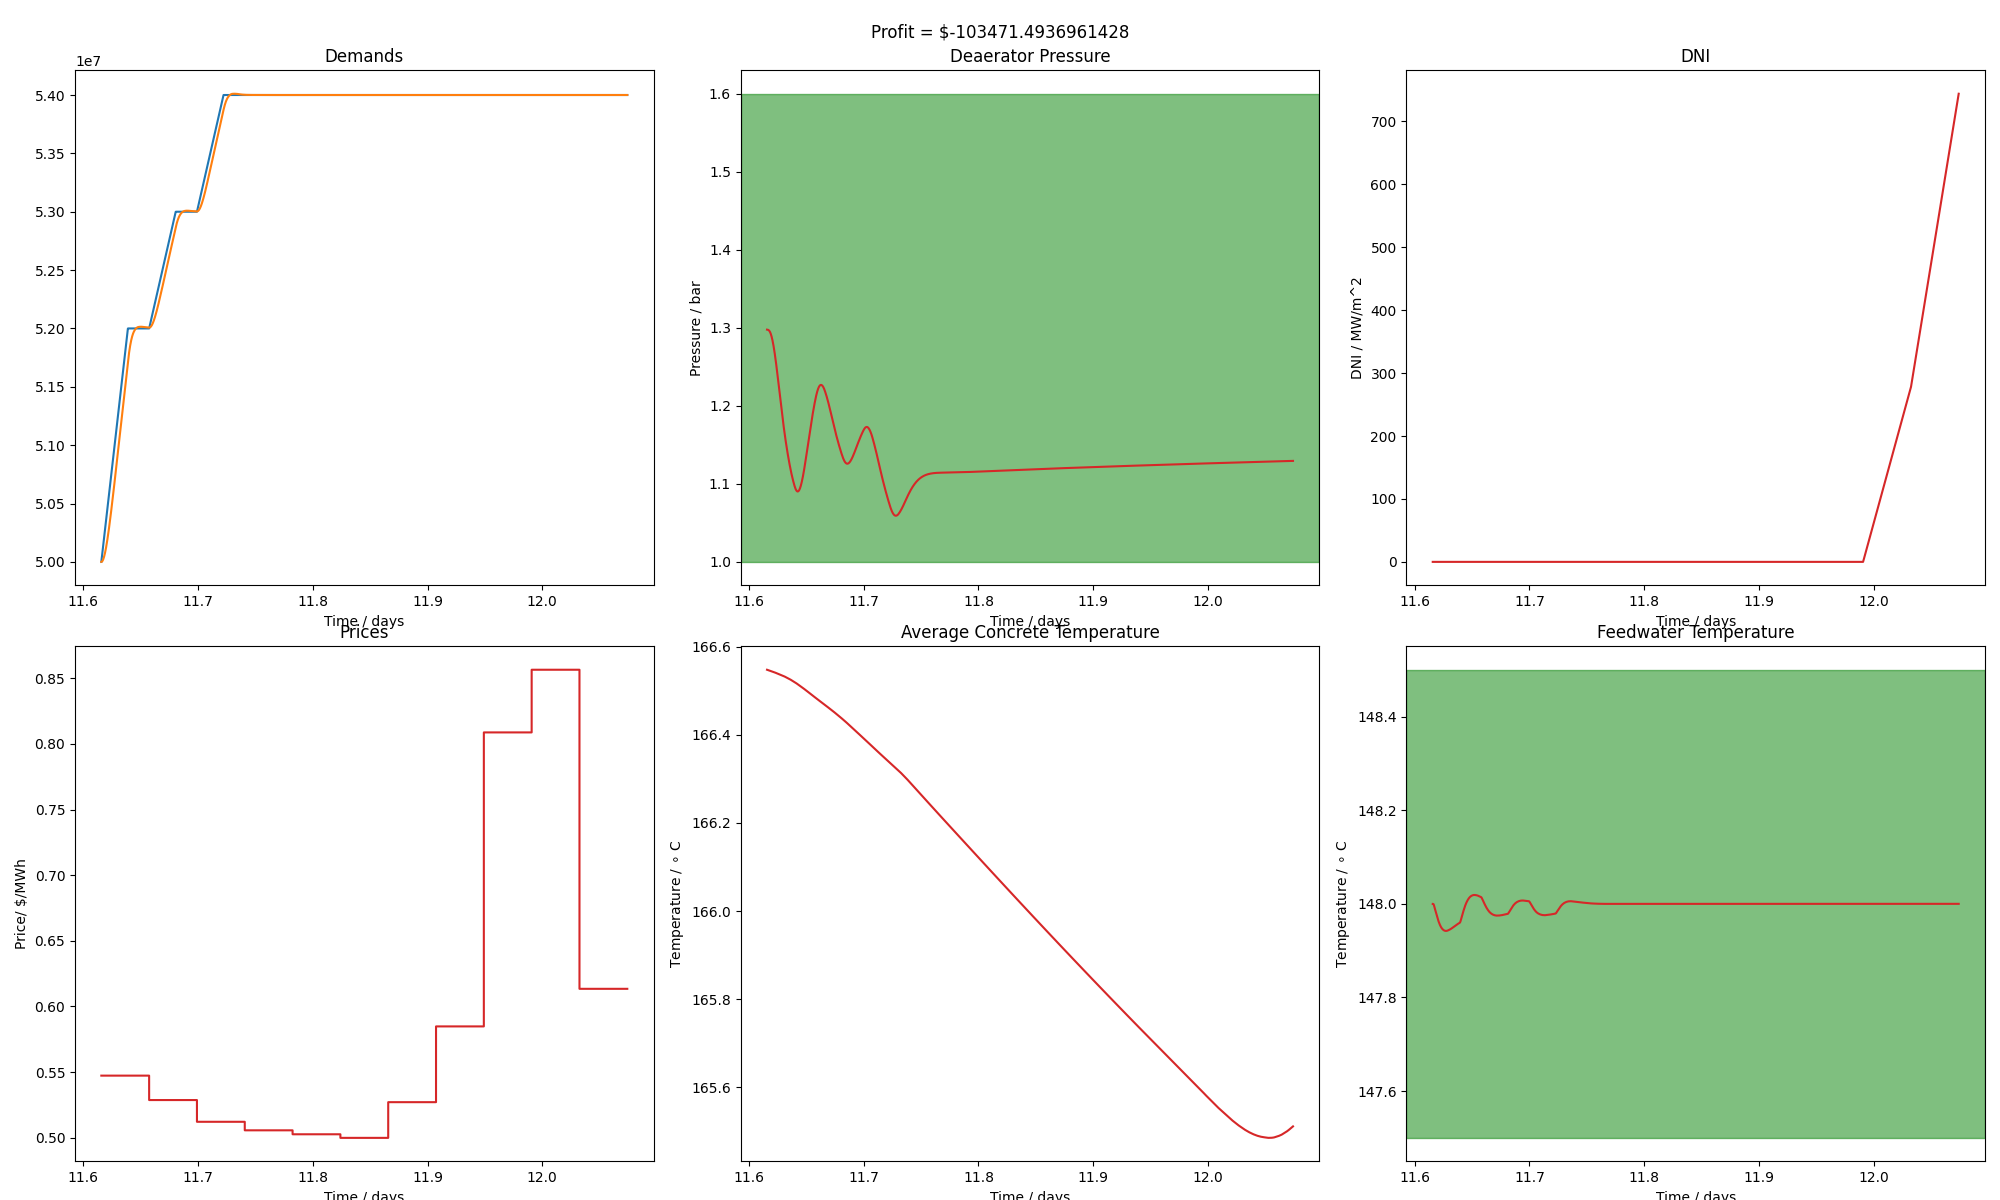 Profit = $-103471.4936961428
Demands
1e7
5.40
5.35
5.30
5.25
5.20
5.15
5.10
5.05
5.00
11.6 11.7 11.8 11.9 12.0
Time / days
Deaerator Pressure
Pressure / bar
1.6
1.5
1.4
1.3
1.2
1.1
1.0
11.6 11.7 11.8 11.9 12.0
Time / days
DNI
DNI / MW/m^2
700
600
500
400
300
200
100
0
11.6 11.7 11.8 11.9 12.0
Time / days
Prices
Price/ $/MWh
0.85
0.80
0.75
0.70
0.65
0.60
0.55
0.50
11.6 11.7 11.8 11.9 12.0
Time / days
Average Concrete Temperature
Temperature / ∘ C
166.6
166.4
166.2
166.0
165.8
165.6
11.6 11.7 11.8 11.9 12.0
Time / days
Feedwater Temperature
Temperature / ∘ C
148.4
148.2
148.0
147.8
147.6
11.6 11.7 11.8 11.9 12.0
Time / days